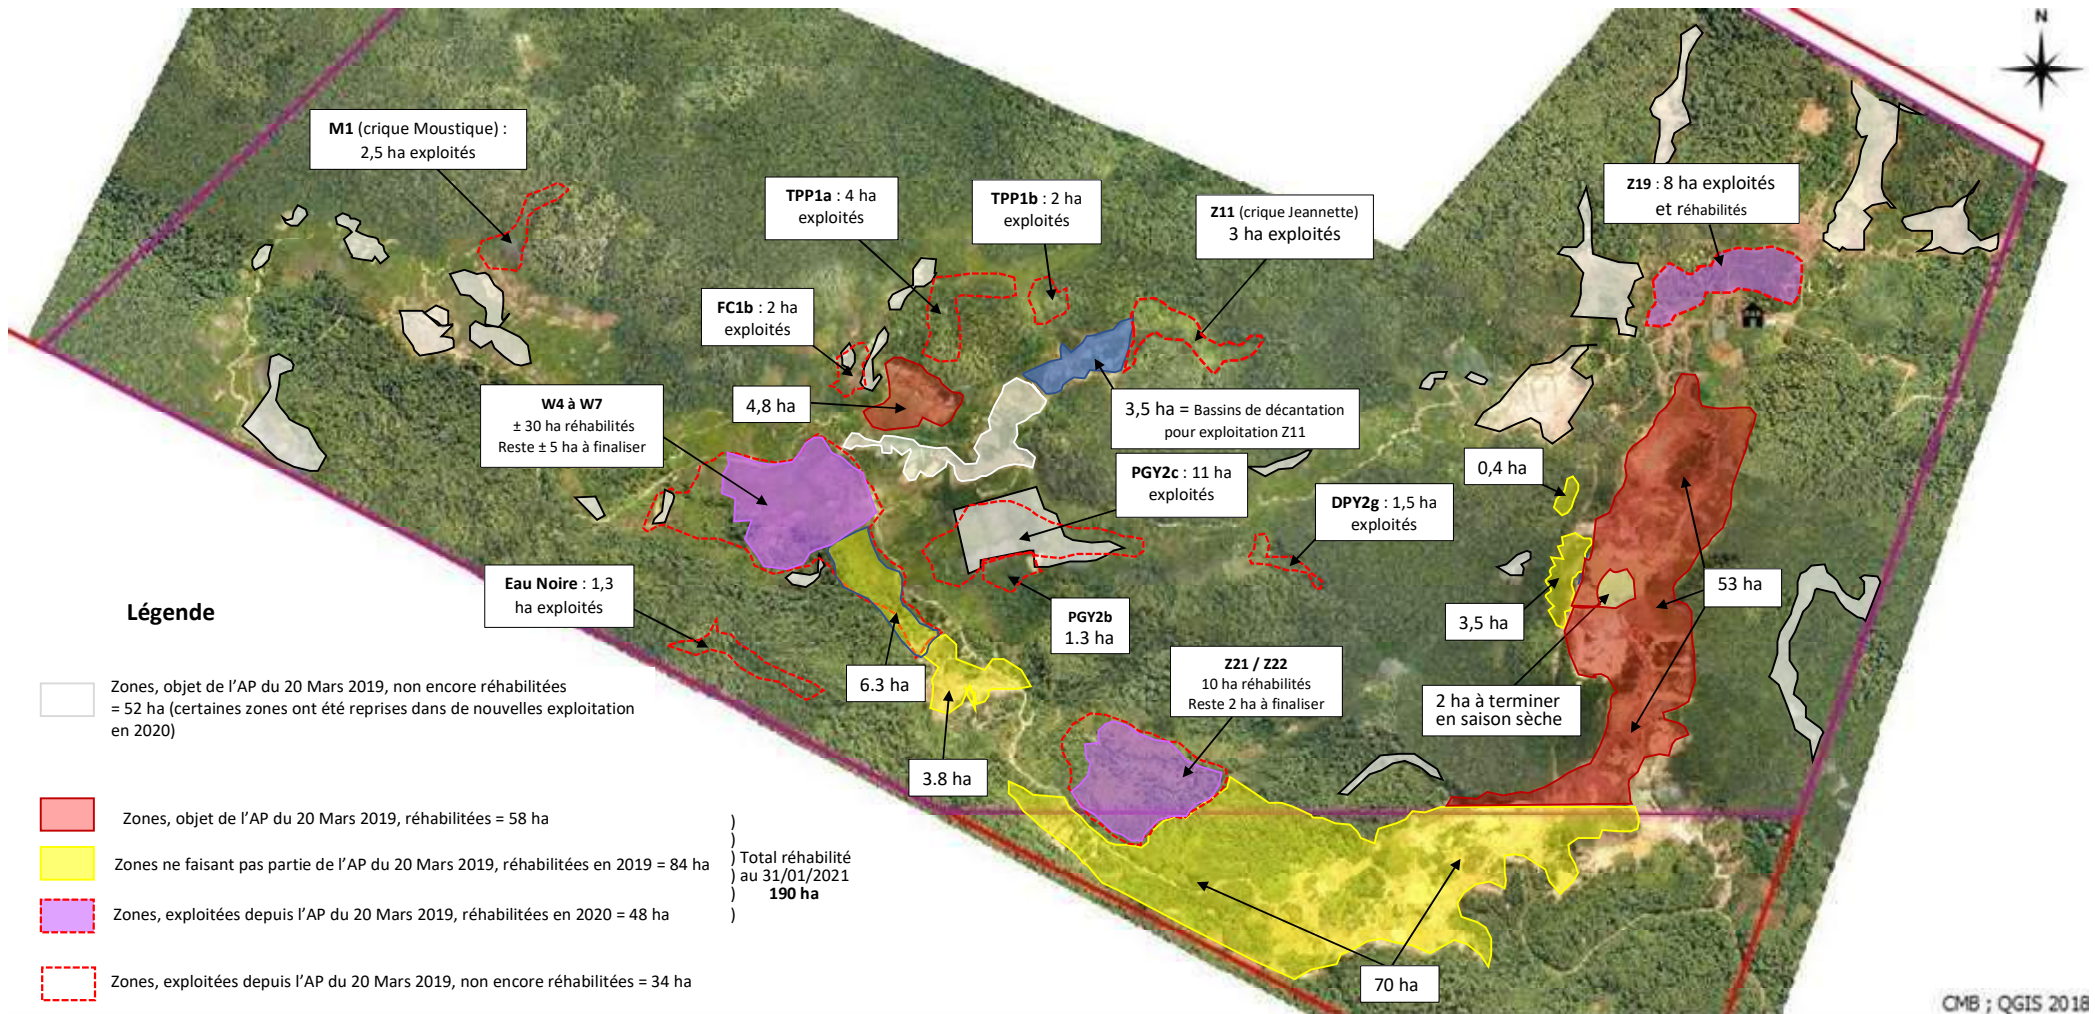 N
M1 (crique Moustique) :
2,5 ha exploités
TPP1a : 4 ha
exploités
TPP1b : 2 ha
exploités
Z11 (crique Jeannette)
3 ha exploités
Z19 : 8 ha exploités
et réhabilités
FC1b : 2 ha
exploités
4,8 ha
W4 à W7
± 30 ha réhabilités
Reste ± 5 ha à finaliser
3,5 ha = Bassins de décantation
pour exploitation Z11
0,4 ha
PGY2c : 11 ha
exploités
DPY2g : 1,5 ha
exploités
Eau Noire : 1,3
ha exploités
PGY2b
1.3 ha
3,5 ha
53 ha
6.3 ha
Z21 / Z22
10 ha réhabilités
Reste 2 ha à finaliser
2 ha à terminer
en saison sèche
3.8 ha
70 ha
Légende
Zones, objet de l’AP du 20 Mars 2019, non encore réhabilitées
= 52 ha (certaines zones ont été reprises dans de nouvelles exploitation
en 2020)
Zones, objet de l’AP du 20 Mars 2019, réhabilitées = 58 ha
Zones ne faisant pas partie de l’AP du 20 Mars 2019, réhabilitées en 2019 = 84 ha
Zones, exploitées depuis l’AP du 20 Mars 2019, réhabilitées en 2020 = 48 ha
)
)
) Total réhabilité
) au 31/01/2021
) 190 ha
)
Zones, exploitées depuis l’AP du 20 Mars 2019, non encore réhabilitées = 34 ha
CMB ; QGIS 2018